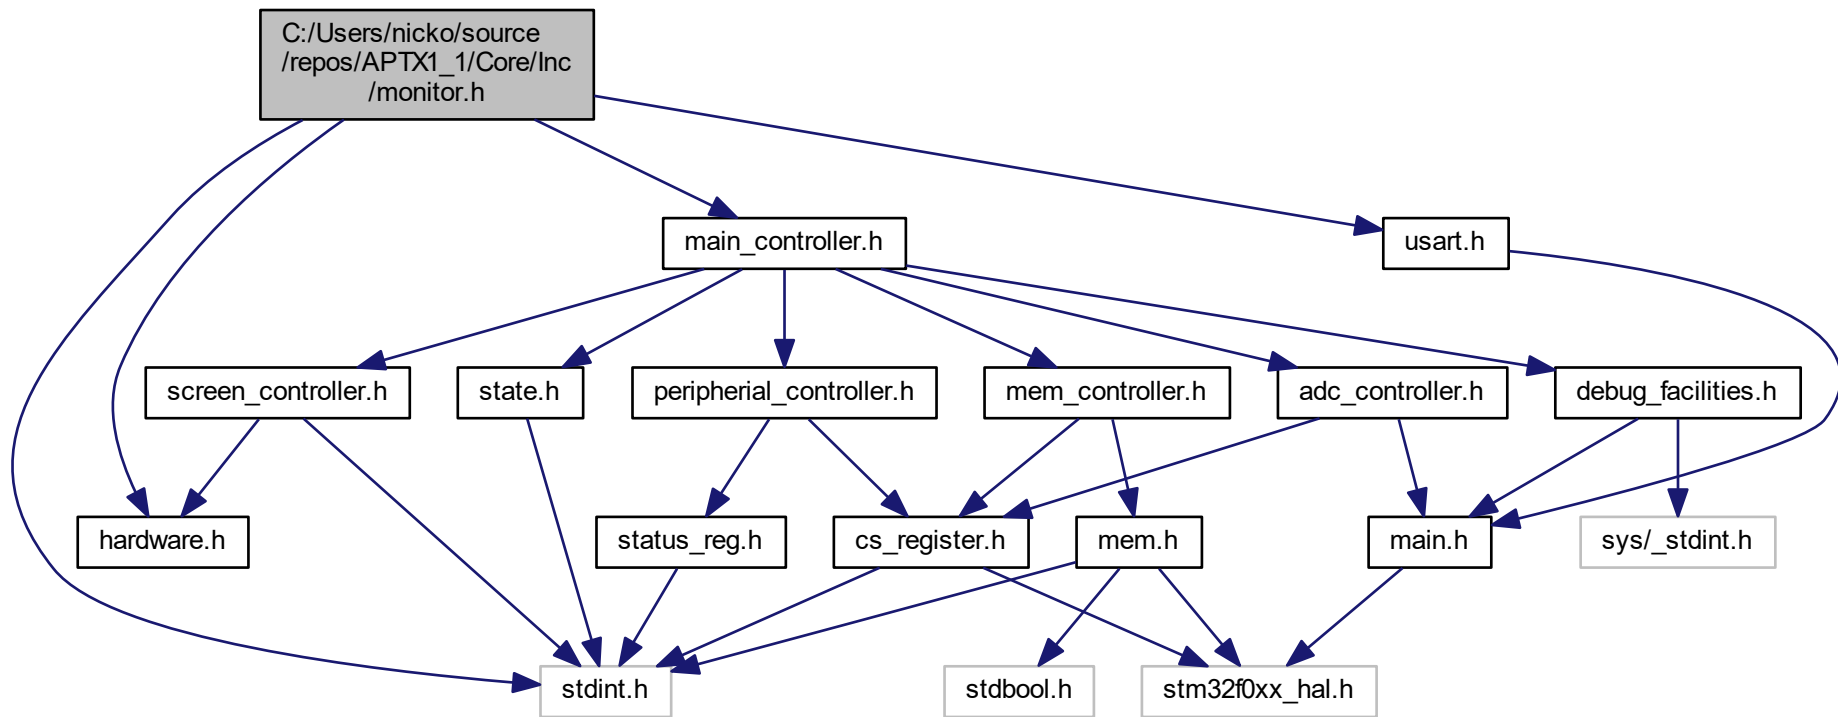 C:/Users/nicko/source
/repos/APTX1_1/Core/Inc
/monitor.h
main_controller.h
usart.h
screen_controller.h
state.h
peripherial_controller.h
mem_controller.h
adc_controller.h
debug_facilities.h
hardware.h
status_reg.h
cs_register.h
mem.h
main.h
sys/_stdint.h
stdint.h
stdbool.h
stm32f0xx_hal.h